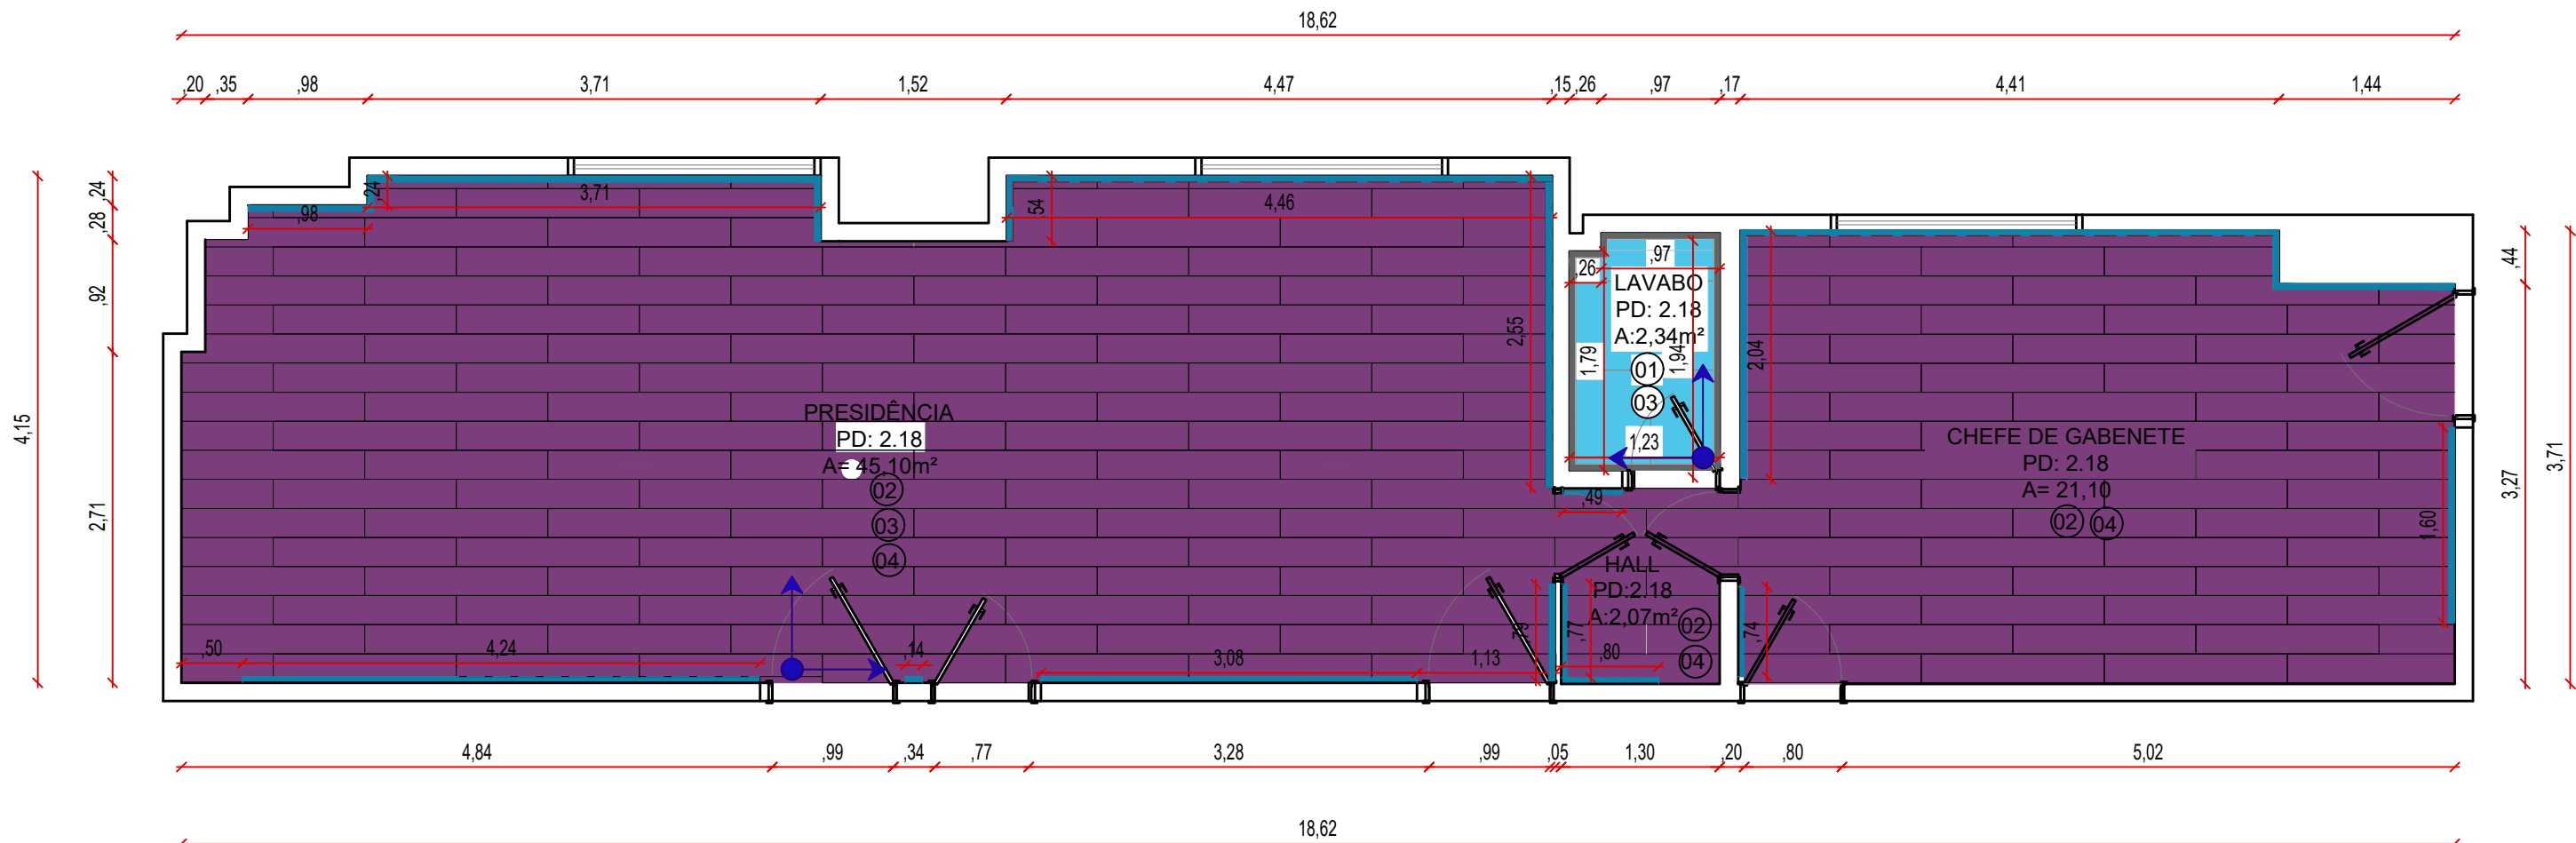 18,62
,20 ,35 ,98 3,71 1,52 4,47 ,15 ,26 ,97 ,17 4,41 1,44
4,15
,24
,28
,92
2,71
,24
,98
3,71
,54
4,46
2,55
,26
,97
LAVABO
PD: 2.18
A:2,34m²
01
03
1,79
1,94
1,23
2,04
PRESIDÊNCIA
PD: 2.18
A= 45,10m²
02
03
04
CHEFE DE GABENETE
PD: 2.18
A= 21,10
02 04
,49
HALL
PD:2.18
A:2,07m²
02
04
,77
,80
,74
1,60
,44
3,27
3,71
,50
4,24
,14
3,08
1,13
4,84 ,99 ,34 ,77 3,28 ,99 ,05 1,30 ,20 ,80 5,02
18,62